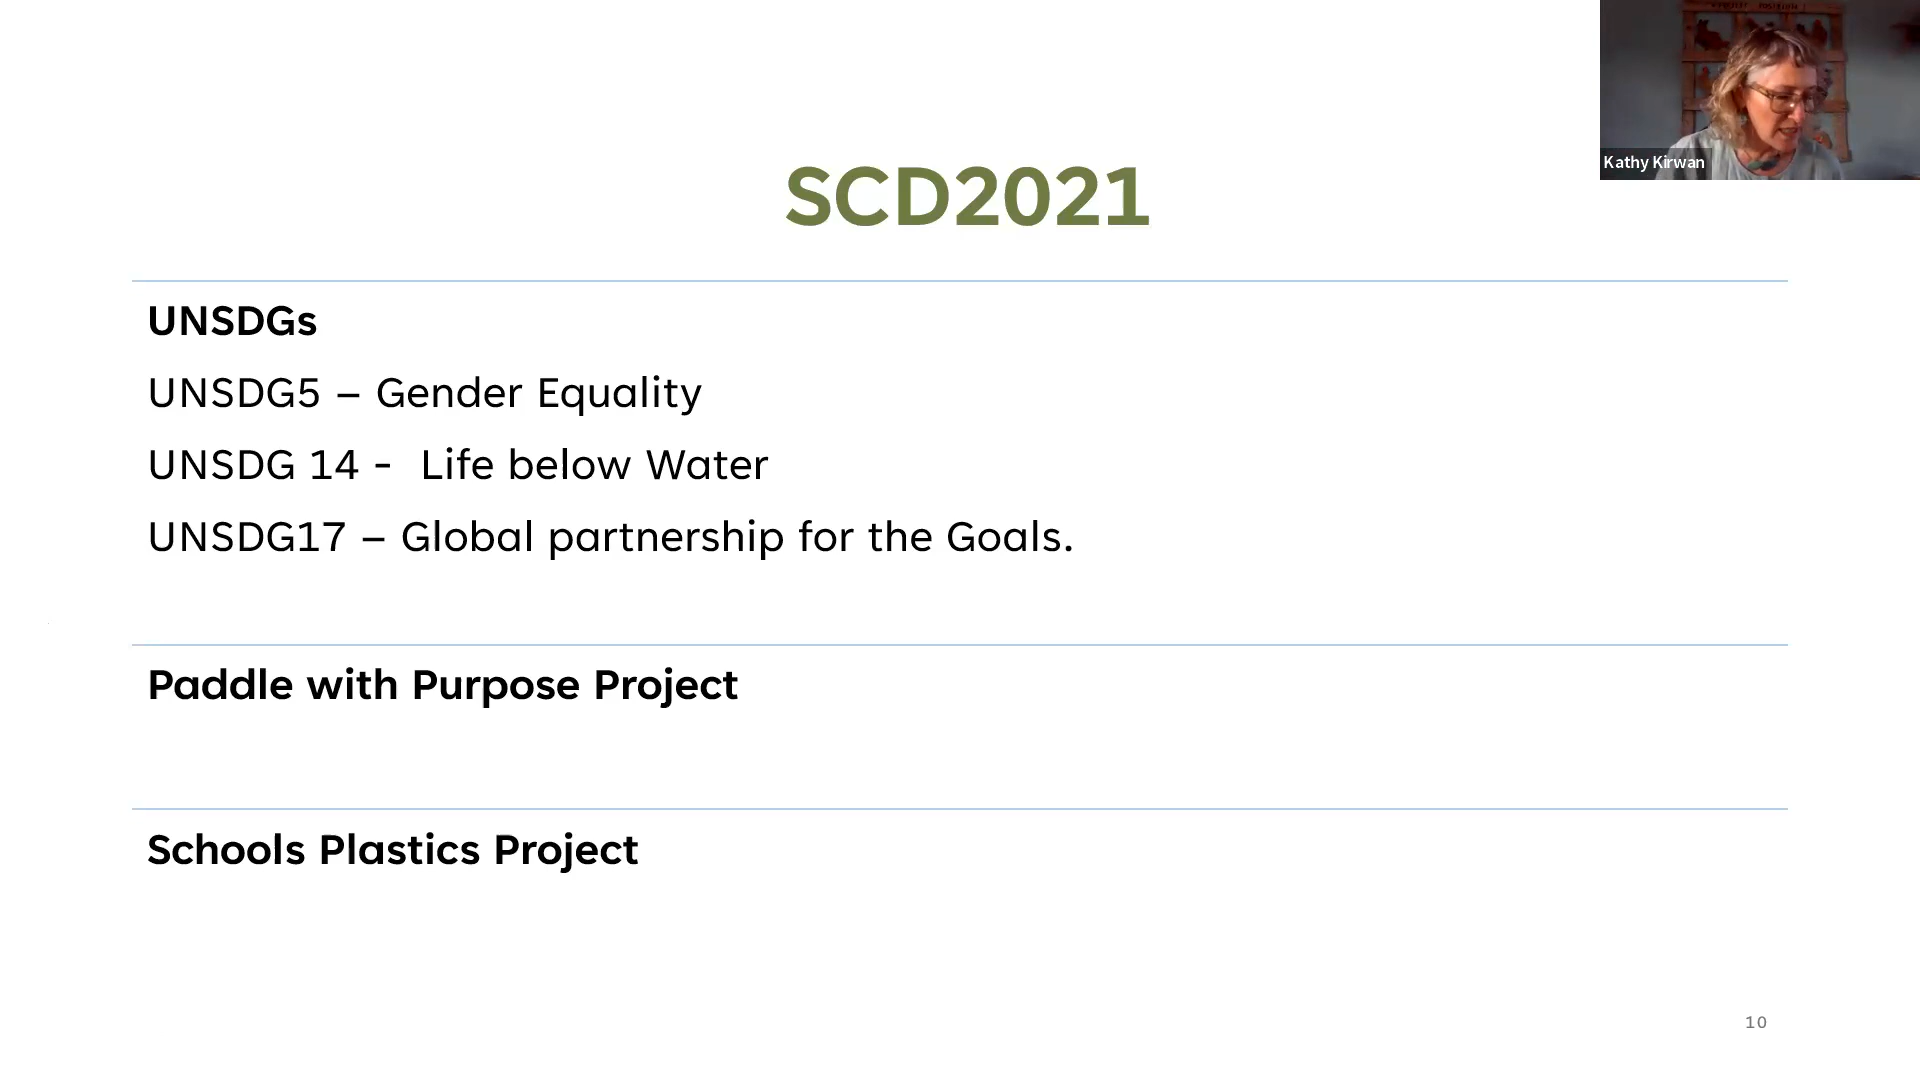 Kathy Kirwan
SCD2021
UNSDGs
UNSDG5 – Gender Equality
UNSDG 14 -  Life below Water
UNSDG17 – Global partnership for the Goals.
Paddle with Purpose Project
Schools Plastics Project
10